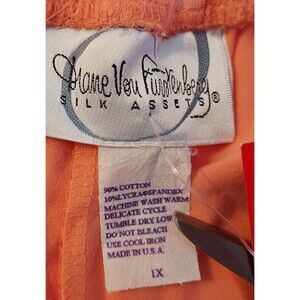 Diane Von Furstenberg
SILK ASSETS®
90% COTTON
10%LYCRA®SPANDEX
MACHINE WASH WARM
DELICATE CYCLE
TUMBLE DRY LOW
DO NOT BLEACH
USE COOL IRON
MADE IN U.S.A.
1X